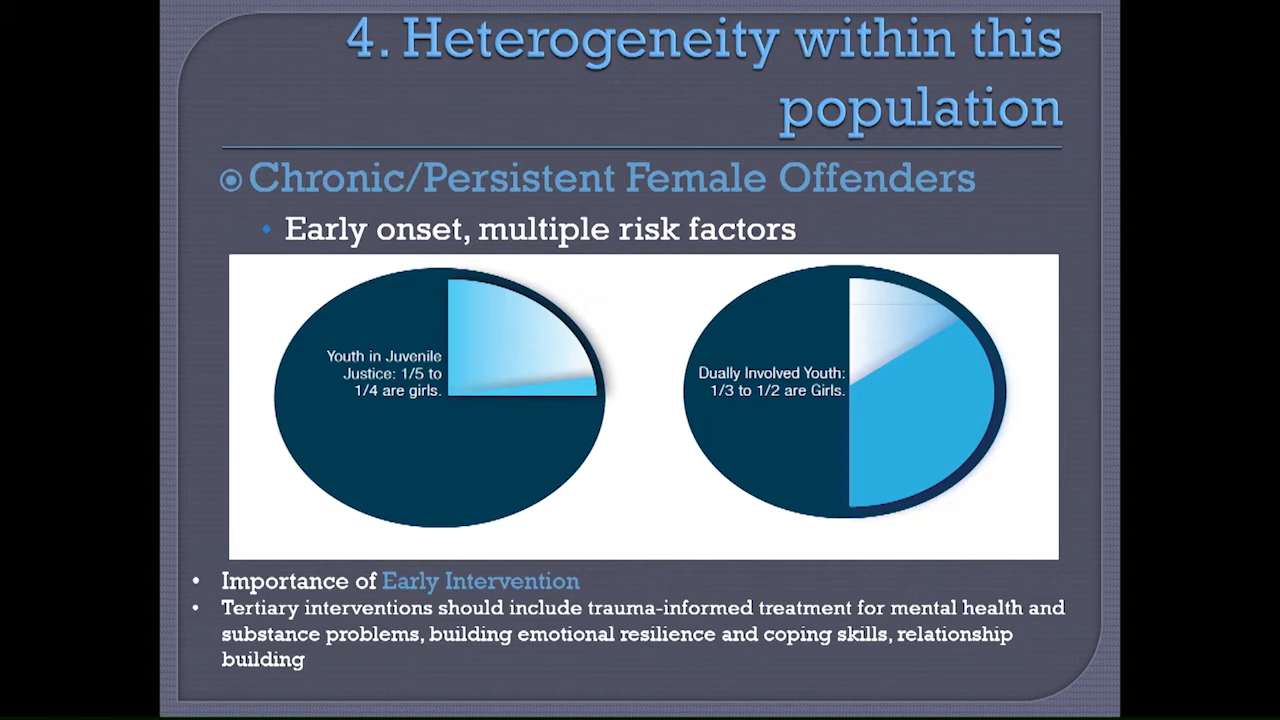 4. Heterogeneity within this
population
Chronic/Persistent Female Offenders
• Early onset, multiple risk factors
Youth in Juvenile
Justice: 1/5 to
1/4 are girls.
Dually Involved Youth:
1/3 to 1/2 are Girls.
• Importance of Early Intervention
• Tertiary interventions should include trauma-informed treatment for mental health and
substance problems, building emotional resilience and coping skills, relationship
building